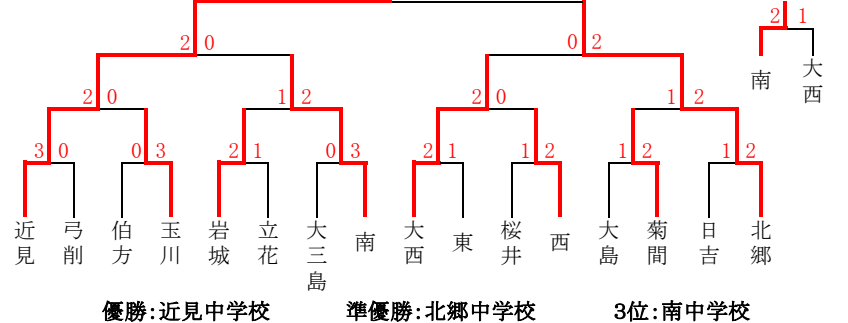 2 0 0 2 2 1
南 大西
2 0 1 2 2 0 1 2
3 0 0 3 2 1 0 3 2 1 1 2 1 2 1 2
近見 弓削 伯方 玉川 岩城 立花 大三島 南 大西 東 桜井 西 大島 菊間 日吉 北郷
優勝:近見中学校 準優勝:北郷中学校 3位:南中学校